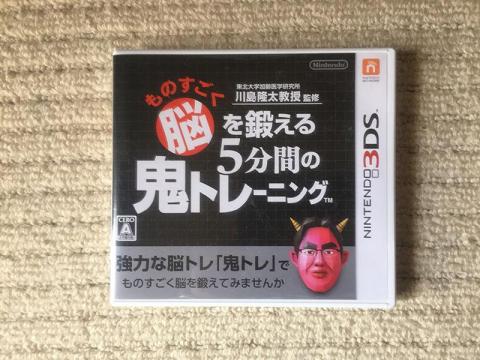 Nintendo
東北大学加齢医学研究所
川島隆太教授 監修
ものすごく
脳を鍛える
5分間の
鬼トレーニング™
CERO
A
強力な脳トレ「鬼トレ」で
ものすごく脳を鍛えてみませんか
n
NINTENDO 3DS™